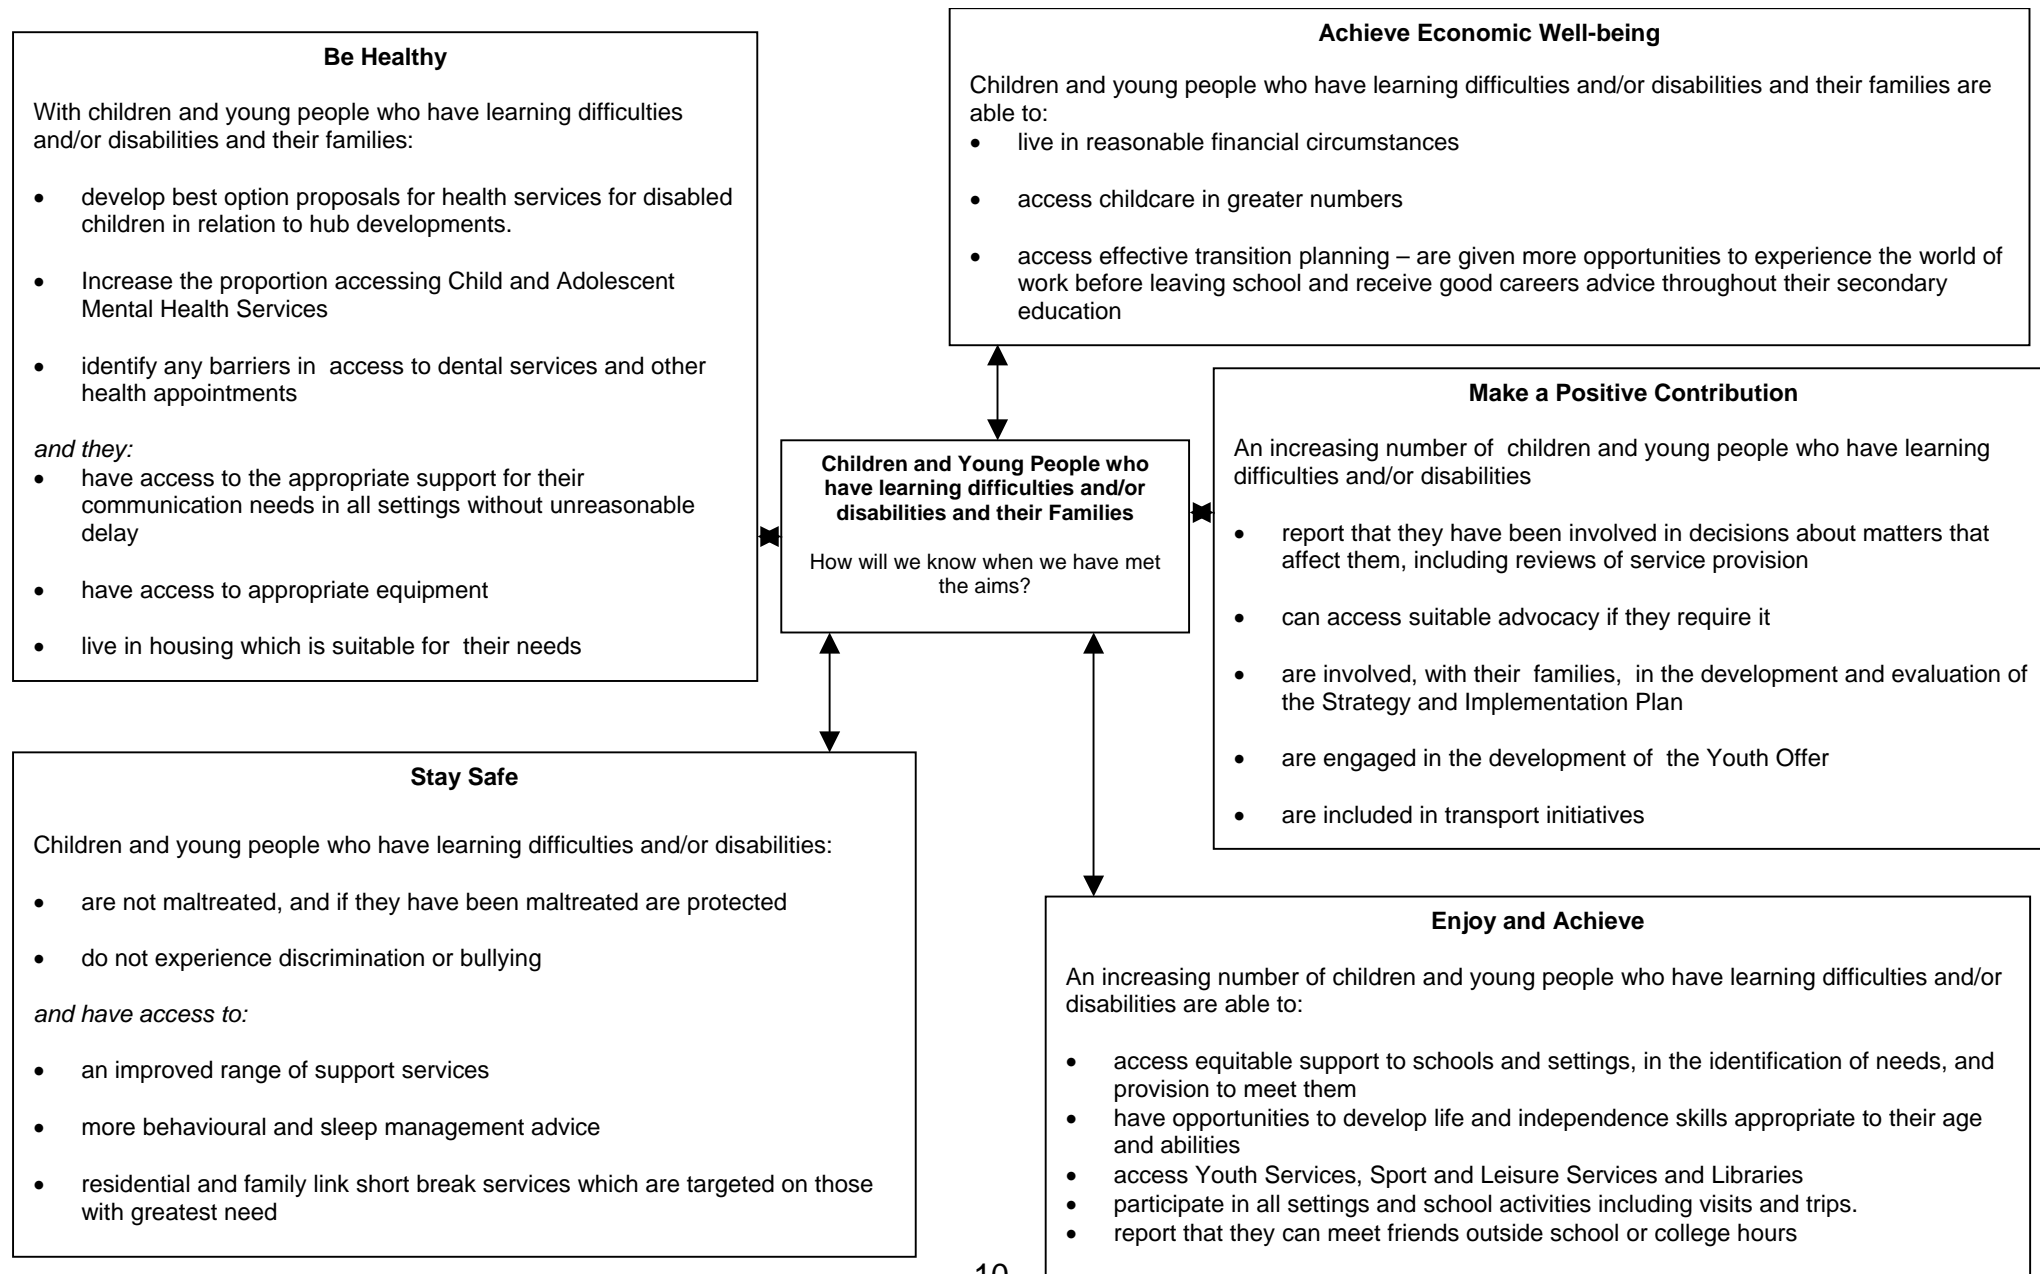 Be Healthy
With children and young people who have learning difficulties
and/or disabilities and their families:
• develop best option proposals for health services for disabled
children in relation to hub developments.
• Increase the proportion accessing Child and Adolescent
Mental Health Services
• identify any barriers in access to dental services and other
health appointments
and they:
• have access to the appropriate support for their
communication needs in all settings without unreasonable
delay
• have access to appropriate equipment
• live in housing which is suitable for their needs
Achieve Economic Well-being
Children and young people who have learning difficulties and/or disabilities and their families are
able to:
• live in reasonable financial circumstances
• access childcare in greater numbers
• access effective transition planning – are given more opportunities to experience the world of
work before leaving school and receive good careers advice throughout their secondary
education
Children and Young People who
have learning difficulties and/or
disabilities and their Families
How will we know when we have met
the aims?
Make a Positive Contribution
An increasing number of children and young people who have learning
difficulties and/or disabilities
• report that they have been involved in decisions about matters that
affect them, including reviews of service provision
• can access suitable advocacy if they require it
• are involved, with their families, in the development and evaluation of
the Strategy and Implementation Plan
• are engaged in the development of the Youth Offer
• are included in transport initiatives
Stay Safe
Children and young people who have learning difficulties and/or disabilities:
• are not maltreated, and if they have been maltreated are protected
• do not experience discrimination or bullying
and have access to:
• an improved range of support services
• more behavioural and sleep management advice
• residential and family link short break services which are targeted on those
with greatest need
Enjoy and Achieve
An increasing number of children and young people who have learning difficulties and/or
disabilities are able to:
• access equitable support to schools and settings, in the identification of needs, and
provision to meet them
• have opportunities to develop life and independence skills appropriate to their age
and abilities
• access Youth Services, Sport and Leisure Services and Libraries
• participate in all settings and school activities including visits and trips.
• report that they can meet friends outside school or college hours
10